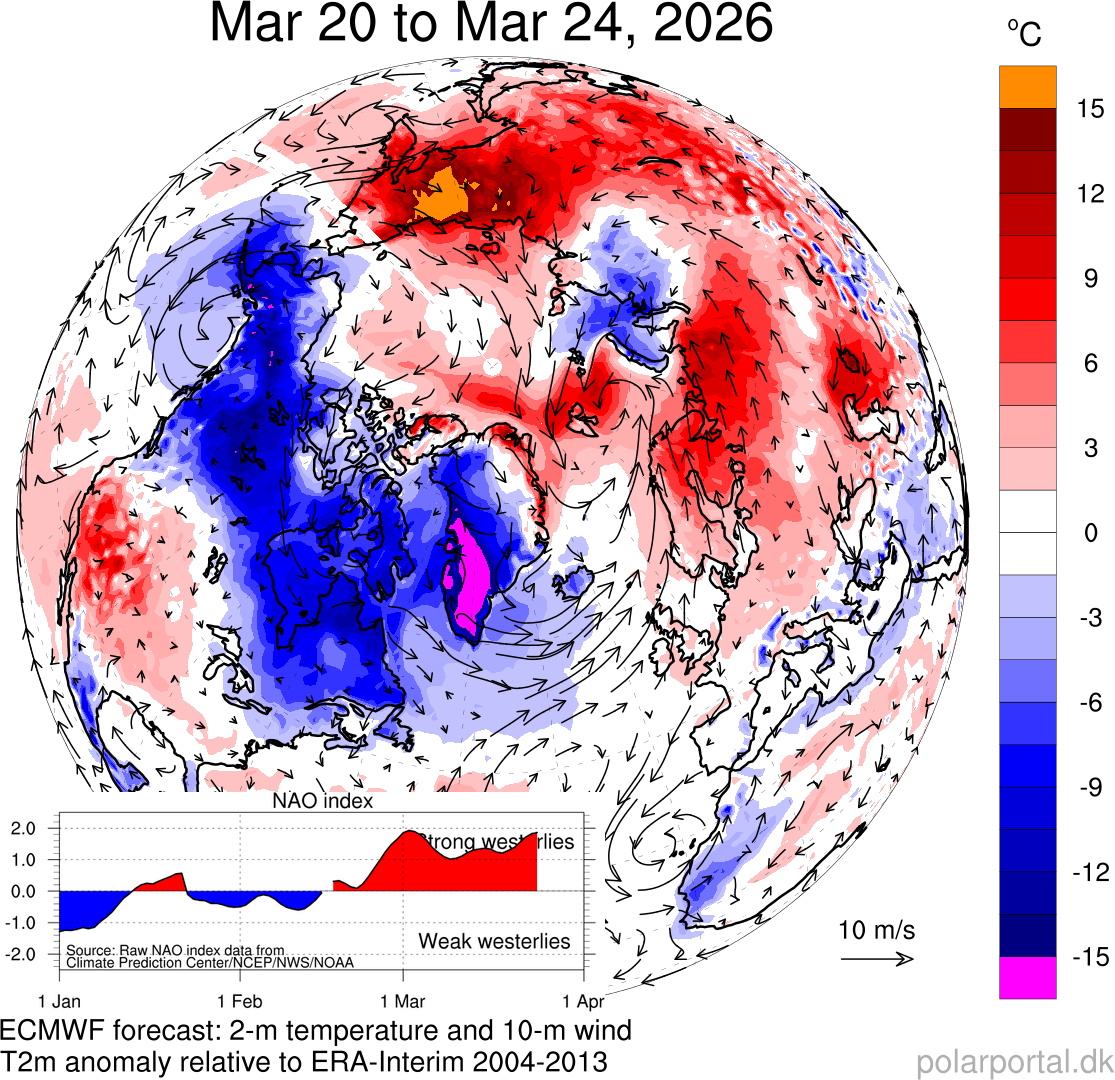 Mar 20 to Mar 24, 2026
°C
15
12
9
6
3
0
-3
-6
-9
-12
-15
NAO index
2.0
1.0
0.0
-1.0
-2.0
Strong westerlies
Weak westerlies
Source: Raw NAO index data from
Climate Prediction Center/NCEP/NWS/NOAA
1 Jan
1 Feb
1 Mar
1 Apr
10 m/s
ECMWF forecast: 2-m temperature and 10-m wind
T2m anomaly relative to ERA-Interim 2004-2013
polarportal.dk